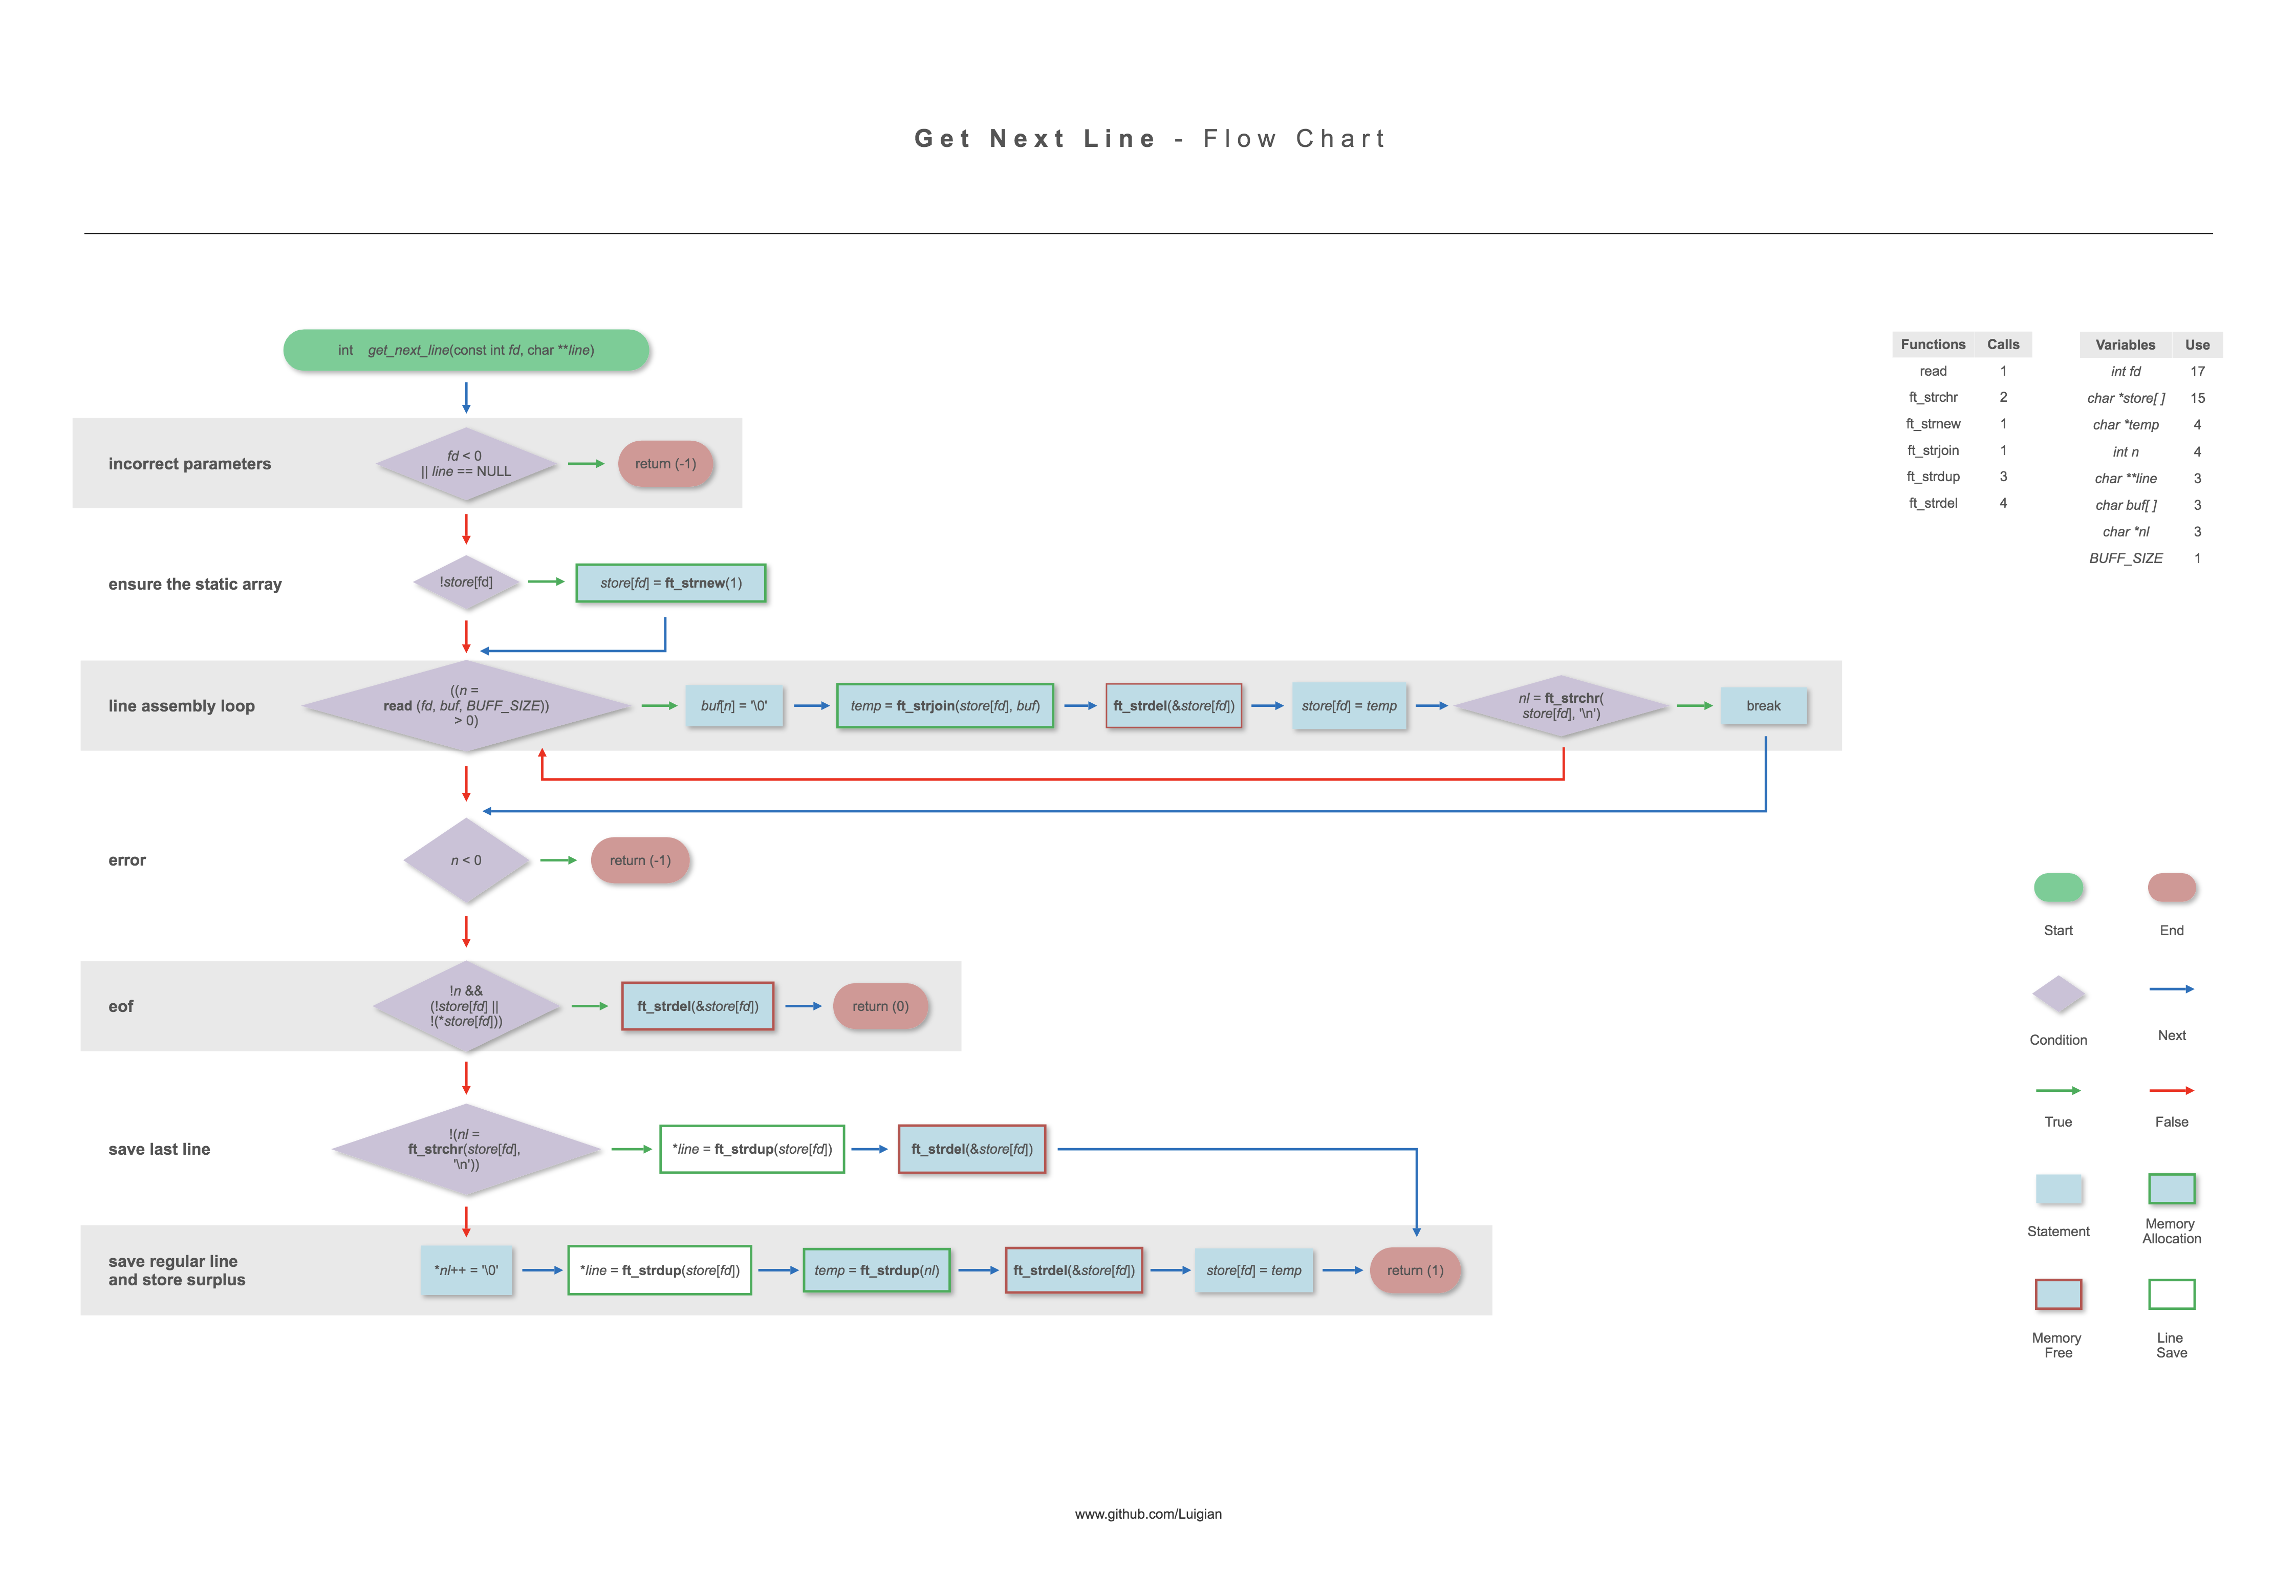 Get Next Line - Flow Chart
int get_next_line(const int fd, char **line)
incorrect parameters
fd < 0
|| line == NULL
return (-1)
ensure the static array
!store[fd]
store[fd] = ft_strnew(1)
line assembly loop
((n =
read (fd, buf, BUFF_SIZE))
> 0)
buf[n] = '\0'
temp = ft_strjoin(store[fd], buf)
ft_strdel(&store[fd])
store[fd] = temp
nl = ft_strchr(
store[fd], '\n')
break
error
n < 0
return (-1)
eof
!n &&
(!store[fd] ||
!(*store[fd]))
ft_strdel(&store[fd])
return (0)
save last line
!(nl =
ft_strchr(store[fd],
'\n'))
*line = ft_strdup(store[fd])
ft_strdel(&store[fd])
save regular line
and store surplus
*nl++ = '\0'
*line = ft_strdup(store[fd])
temp = ft_strdup(nl)
ft_strdel(&store[fd])
store[fd] = temp
return (1)
Functions Calls
read 1
ft_strchr 2
ft_strnew 1
ft_strjoin 1
ft_strdup 3
ft_strdel 4
Variables Use
int fd 17
char *store[ ] 15
char *temp 4
int n 4
char **line 3
char buf[ ] 3
char *nl 3
BUFF_SIZE 1
Start
End
Condition
Next
True
False
Statement
Memory
Allocation
Memory
Free
Line
Save
www.github.com/Luigian